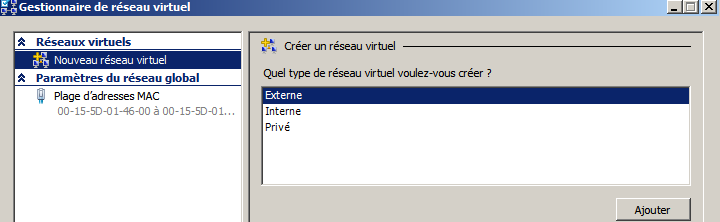 Gestionnaire de réseau virtuel
Réseaux virtuels
Nouveau réseau virtuel
Paramètres du réseau global
Plage d'adresses MAC
00-15-5D-01-46-00 à 00-15-5D-01...
Créer un réseau virtuel
Quel type de réseau virtuel voulez-vous créer ?
Externe
Interne
Privé
Ajouter